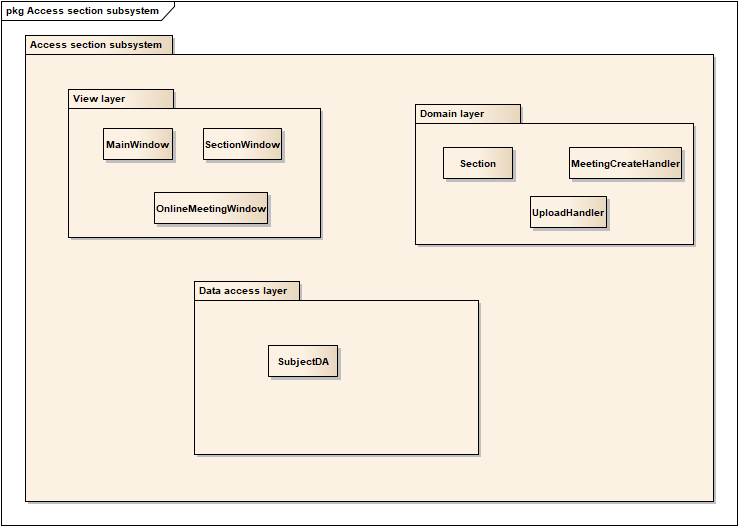 pkg Access section subsystem
Access section subsystem
View layer
MainWindow
SectionWindow
OnlineMeetingWindow
Domain layer
Section
MeetingCreateHandler
UploadHandler
Data access layer
SubjectDA